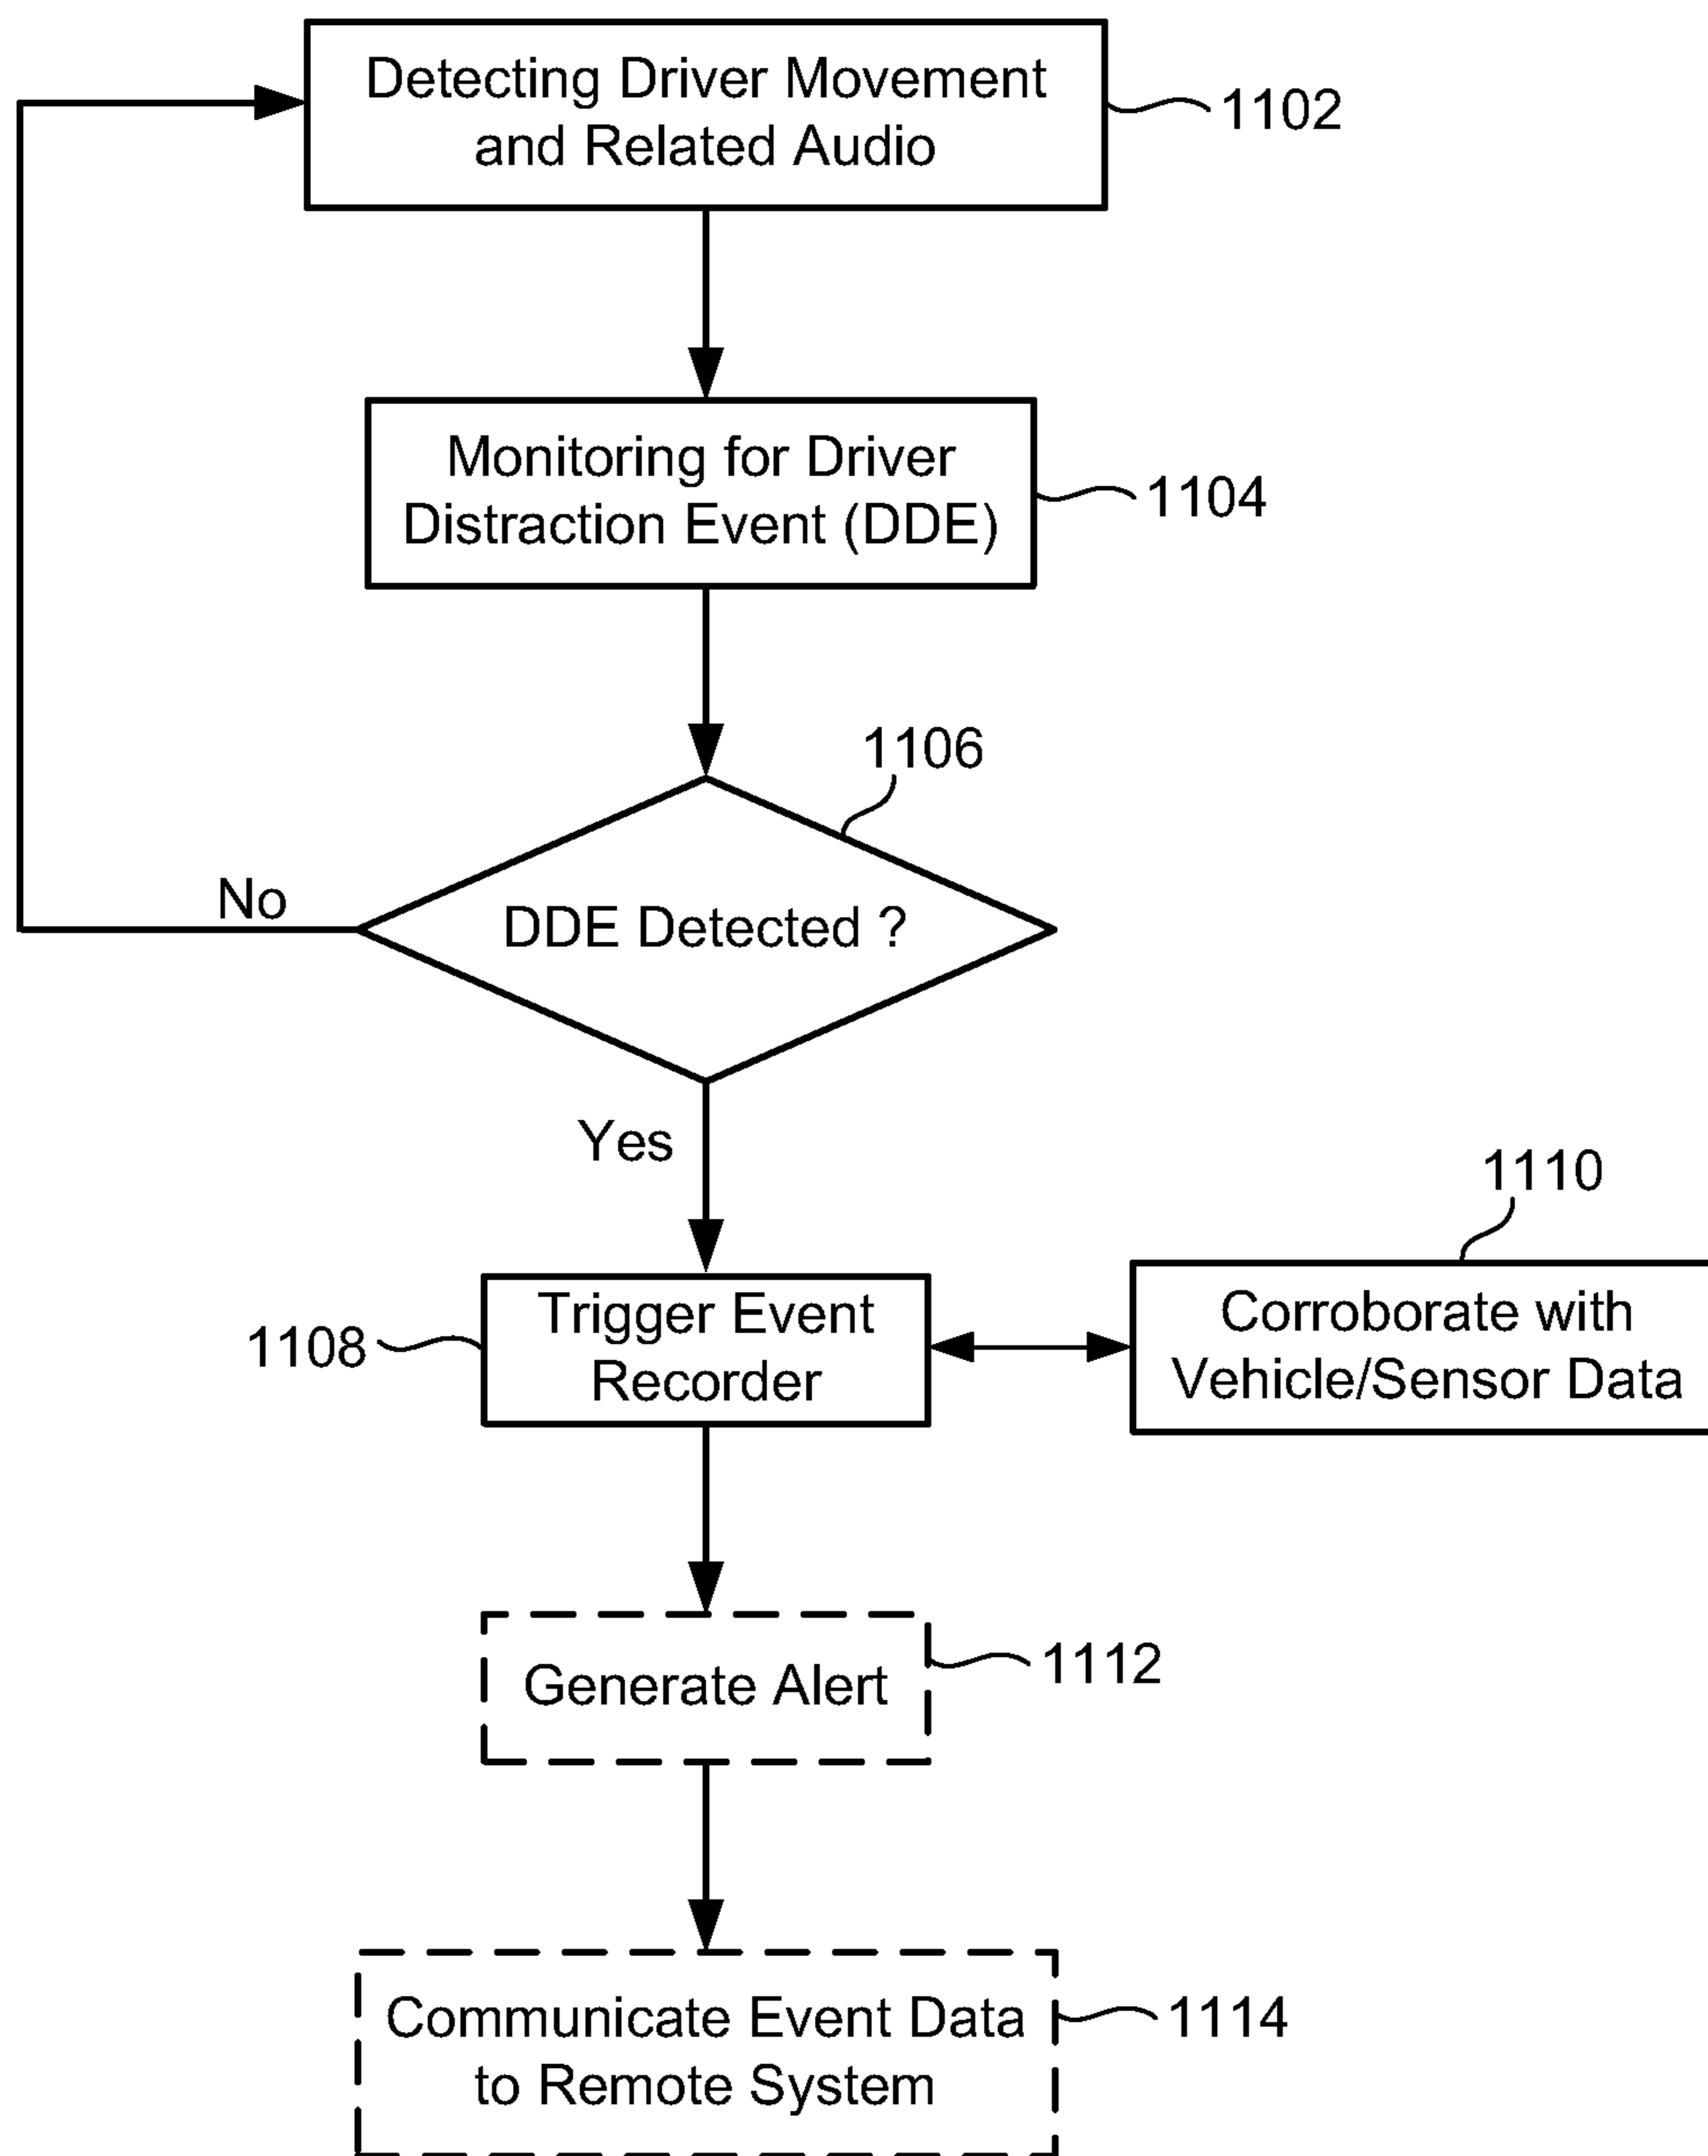 Detecting Driver Movement
and Related Audio
1102
Monitoring for Driver
Distraction Event (DDE)
1104
1106
DDE Detected ?
No
Yes
1110
Trigger Event
Recorder
1108
Corroborate with
Vehicle/Sensor Data
Generate Alert
1112
Communicate Event Data
to Remote System
1114